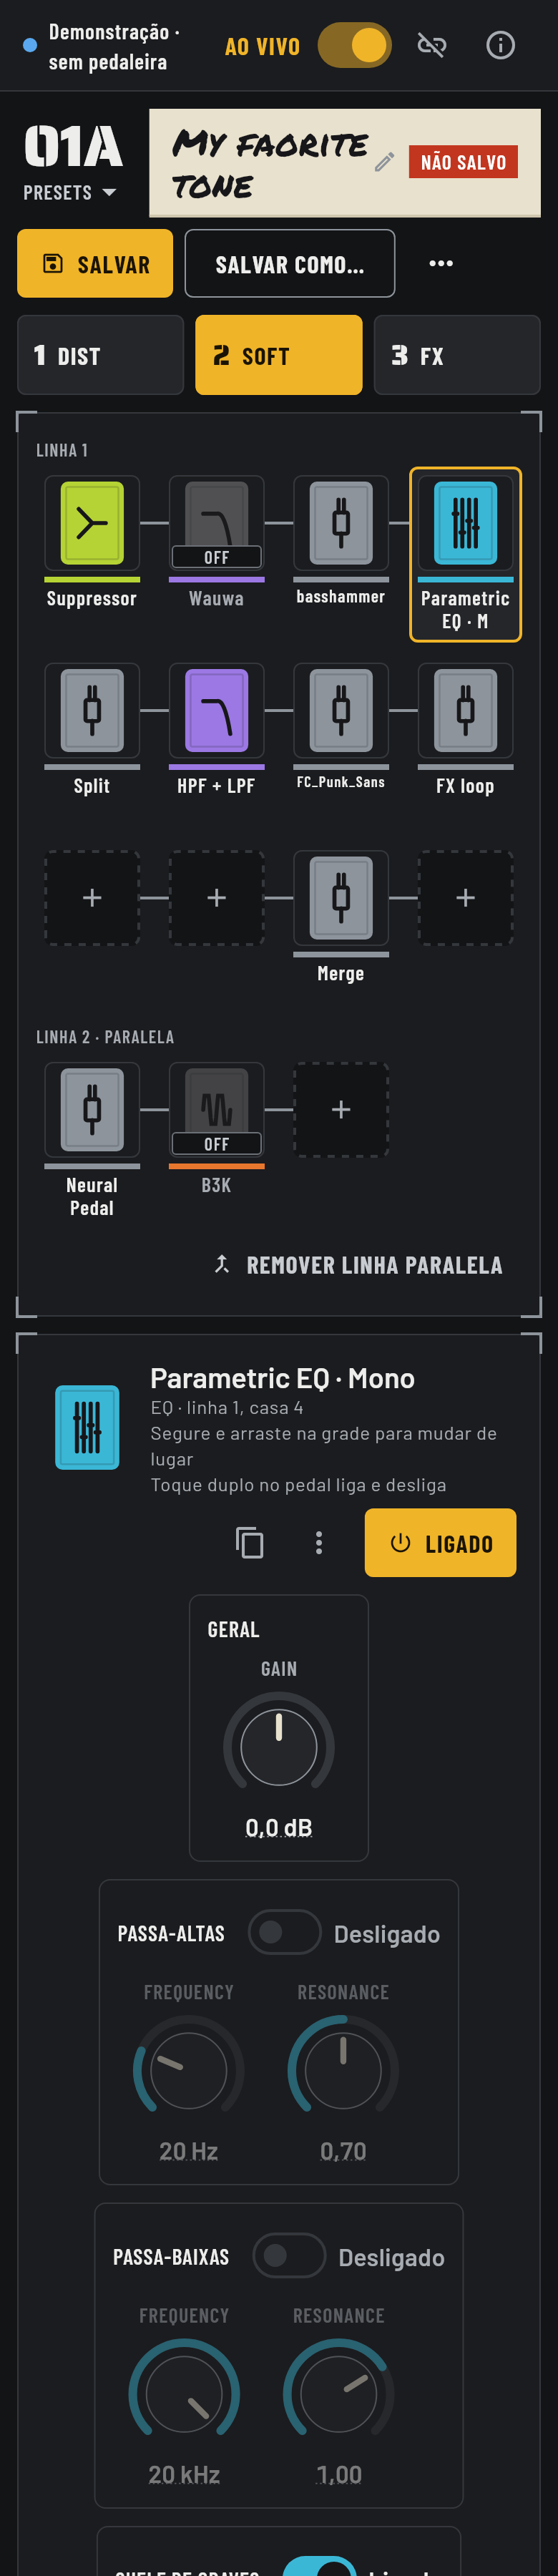 Demonstração ·
sem pedaleira
AO VIVO
01A
PRESETS
My faorite
tone
NÃO SALVO
SALVAR
SALVAR COMO...
1 DIST
2 SOFT
3 FX
LINHA 1
OFF
Suppressor
Wauwa
basshammer
Parametric
EQ · M
Split
HPF + LPF
FC_Punk_Sans
FX loop
+
+
+
Merge
LINHA 2 · PARALELA
OFF
+
Neural
Pedal
B3K
REMOVER LINHA PARALELA
Parametric EQ · Mono
EQ · linha 1, casa 4
Segure e arraste na grade para mudar de
lugar
Toque duplo no pedal liga e desliga
LIGADO
GERAL
GAIN
0,0 dB
PASSA-ALTAS
Desligado
FREQUENCY
RESONANCE
20 Hz
0,70
PASSA-BAIXAS
Desligado
FREQUENCY
RESONANCE
20 kHz
1,00